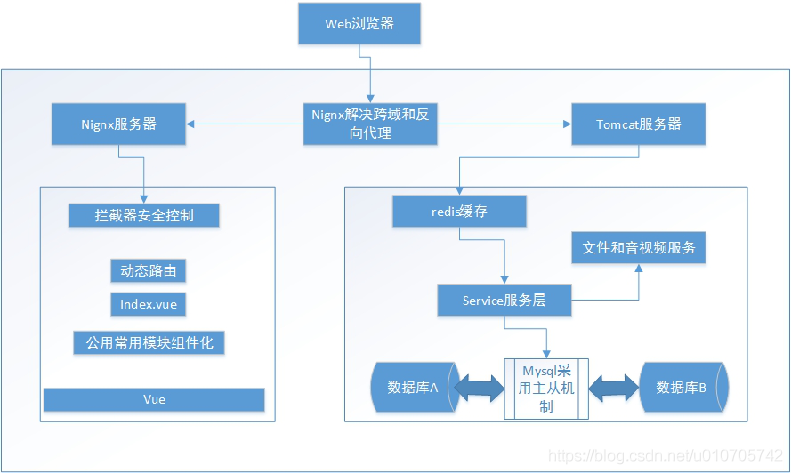 Web浏览器
Nignx服务器
Nignx解决跨域和反
向代理
Tomcat服务器
拦截器安全控制
动态路由
Index.vue
公用常用模块组件化
Vue
redis缓存
文件和音视频服务
Service服务层
数据库A
Mysql采
用主从机
制
数据库B
https://blog.csdn.net/u010705742